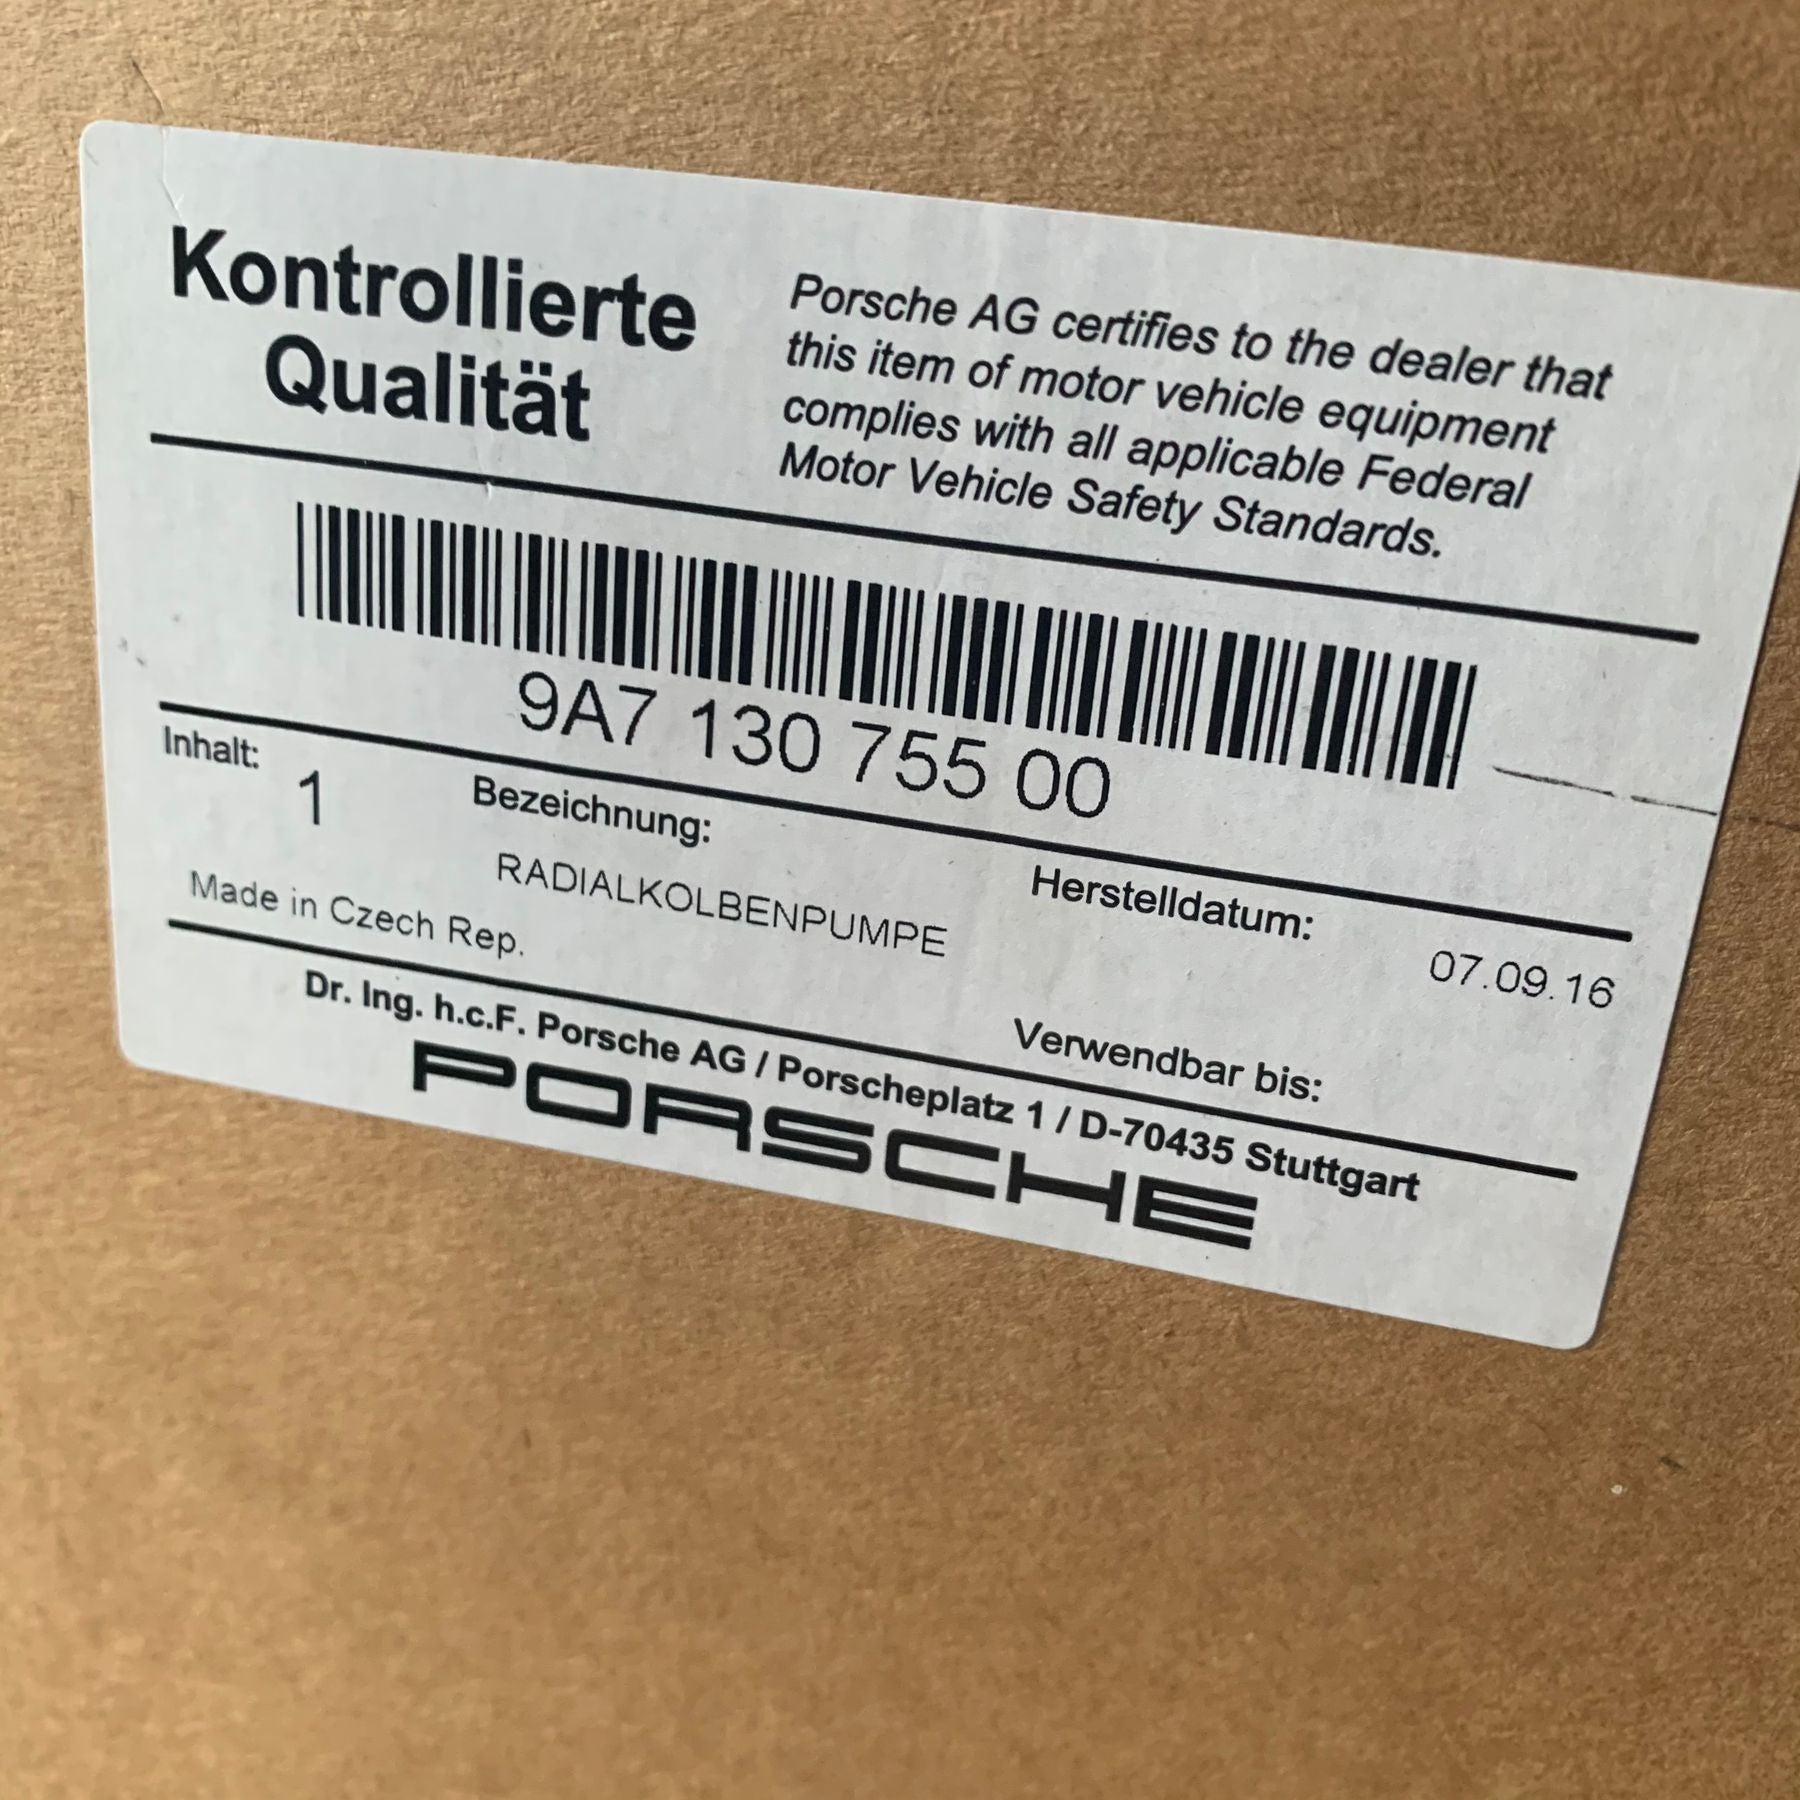 Kontrollierte
Qualität
Porsche AG certifies to the dealer that
this item of motor vehicle equipment
complies with all applicable Federal
Motor Vehicle Safety Standards.
9A7 130 755 00
Inhalt:
1
Bezeichnung:
RADIALKOLBENPUMPE
Herstelldatum:
07.09.16
Made in Czech Rep.
Verwendbar bis:
Dr. Ing. h.c.F. Porsche AG / Porscheplatz 1 / D-70435 Stuttgart
PORSCHE